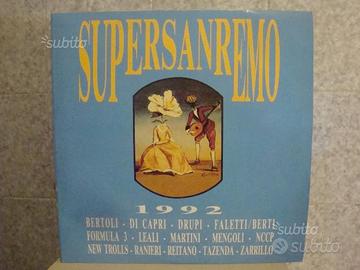 subito
SUPERSANREMO
1992
BERTOLI - DI CAPRI - DRUPI - FALETTI/BERTE'
FORMULA 3 - LEALI - MARTINI - MENGOLI - NCCP
NEW TROLLS - RANIERI - REITANO - TAZENDA - ZARRILLO
subito